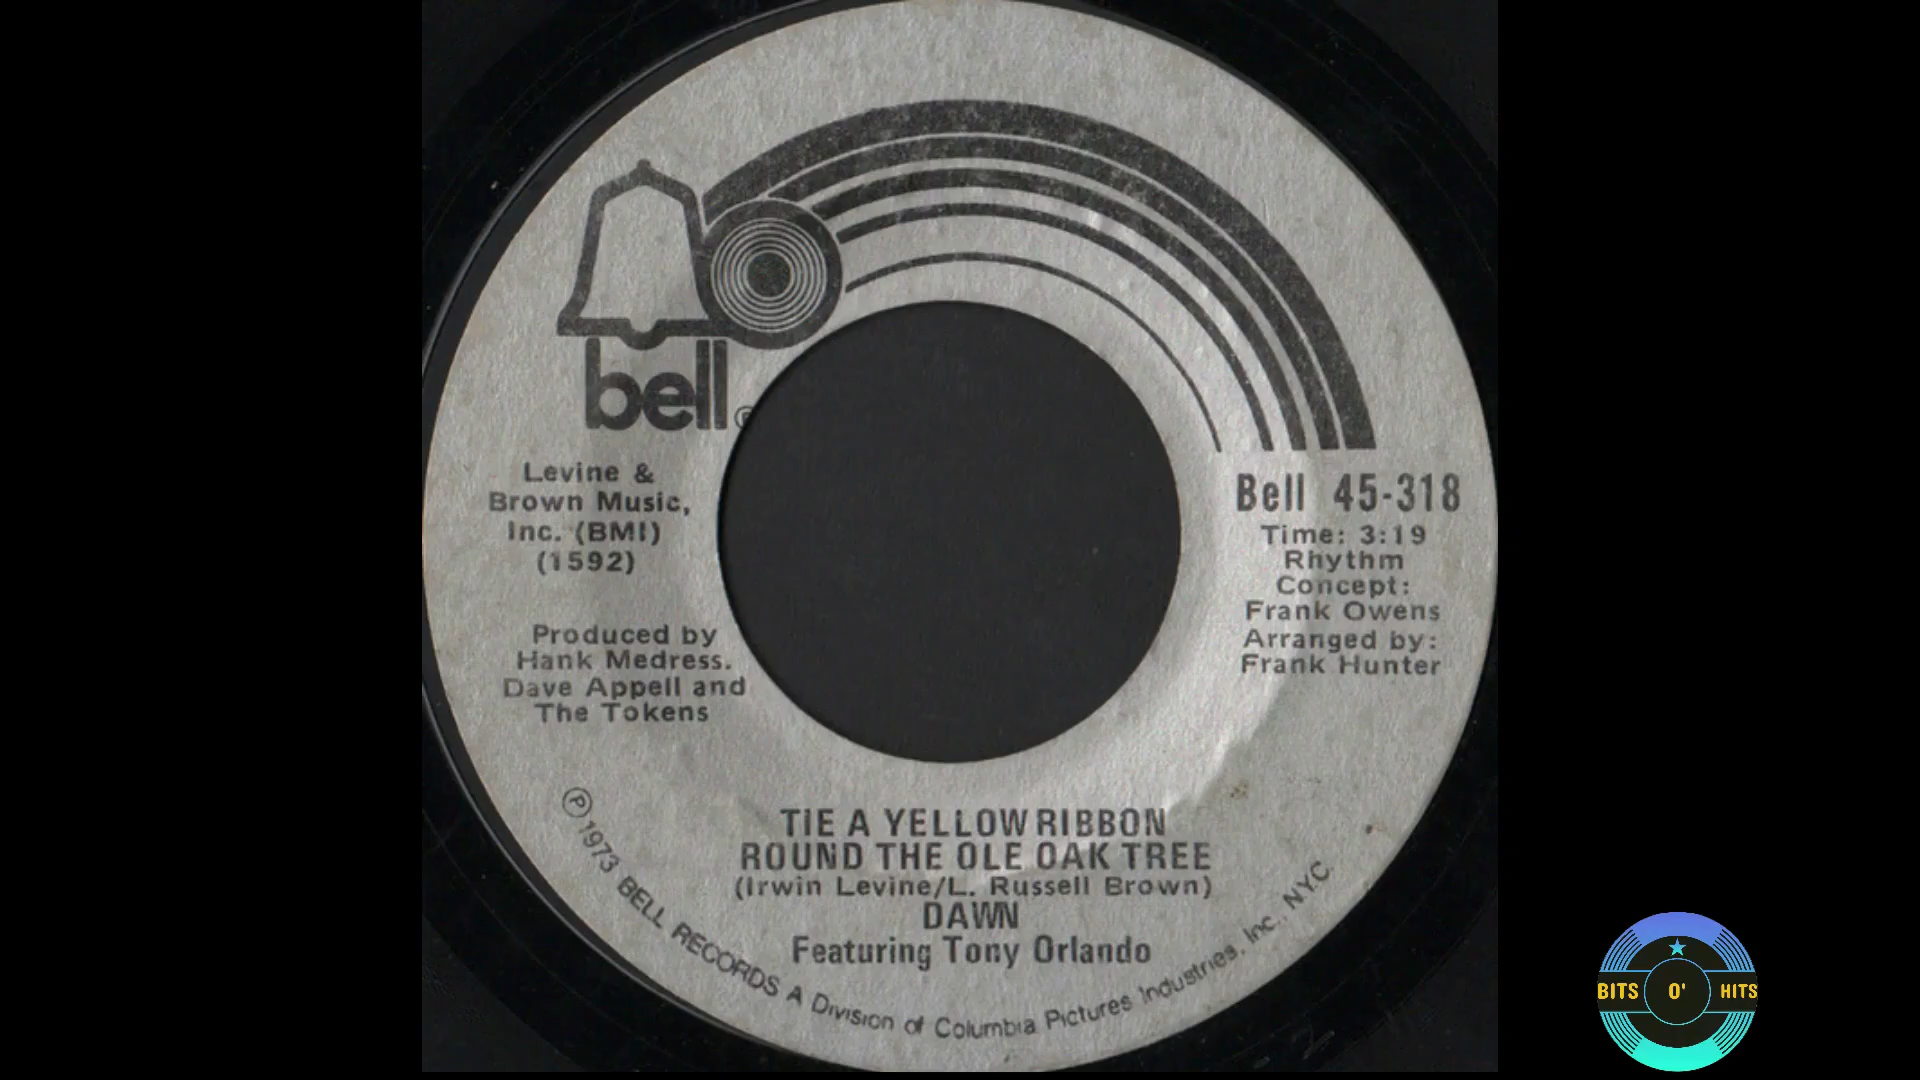 bell
Levine &
Brown Music,
Inc. (BMI)
(1592)
Produced by
Hank Medress.
Dave Appell and
The Tokens
Bell 45-318
Time: 3:19
Rhythm
Concept:
Frank Owens
Arranged by:
Frank Hunter
TIE A YELLOW RIBBON
ROUND THE OLE OAK TREE
(Irwin Levine/L. Russell Brown)
DAWN
Featuring Tony Orlando
Ⓟ1973 BELL RECORDS A Division of Columbia Pictures Industries, Inc., N.Y.C.
BITS O' HITS